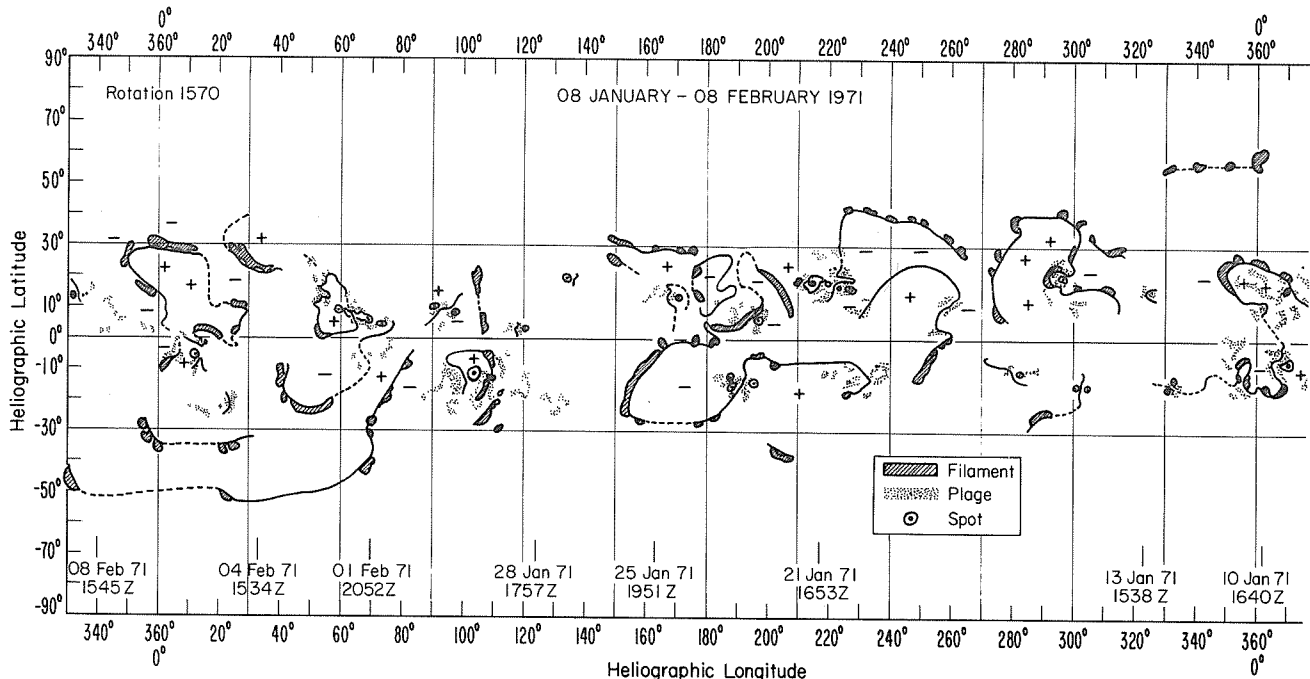 0° 0°
340° 360° 20° 40° 60° 80° 100° 120° 140° 160° 180° 200° 220° 240° 260° 280° 300° 320° 340° 360°
90°
Rotation 1570 08 JANUARY – 08 FEBRUARY 1971
70°
50°
30°
10°
0°
-10°
-30°
-50°
-70°
-90°
Heliographic Latitude
Filament
Plage
Spot
08 Feb 71 04 Feb 71 01 Feb 71 28 Jan 71 25 Jan 71 21 Jan 71 13 Jan 71 10 Jan 71
1545Z 1534Z 2052Z 1757Z 1951Z 1653Z 1538Z 1640Z
340° 360° 20° 40° 60° 80° 100° 120° 140° 160° 180° 200° 220° 240° 260° 280° 300° 320° 340° 360°
0° 0°
Heliographic Longitude